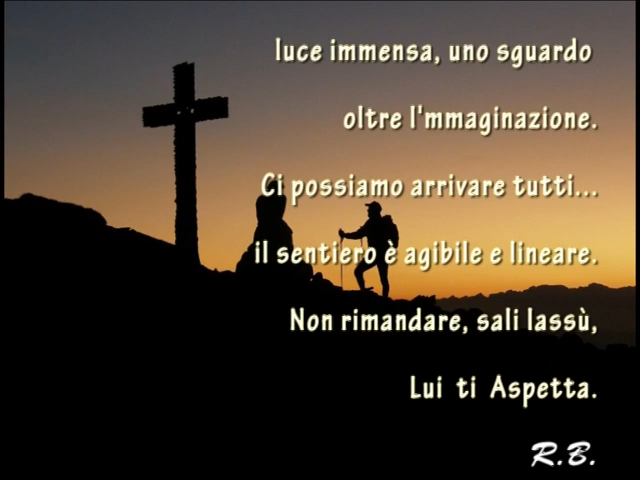 luce immensa, uno sguardo
oltre l'mmaginazione.
Ci possiamo arrivare tutti...
il sentiero è agibile e lineare.
Non rimandare, sali lassù,
Lui ti Aspetta.
R.B.